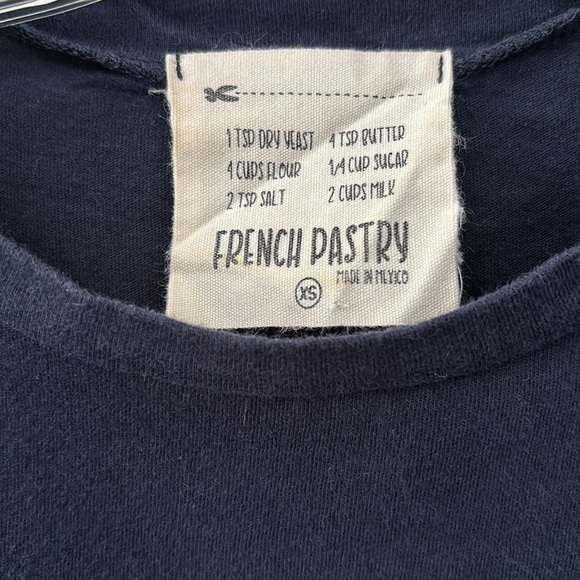 1 TSP DRY YEAST 4 TSP BUTTER
4 CUPS FLOUR 1/4 CUP SUGAR
2 TSP SALT 2 CUPS MILK
FRENCH PASTRY
MADE IN MEXICO
XS